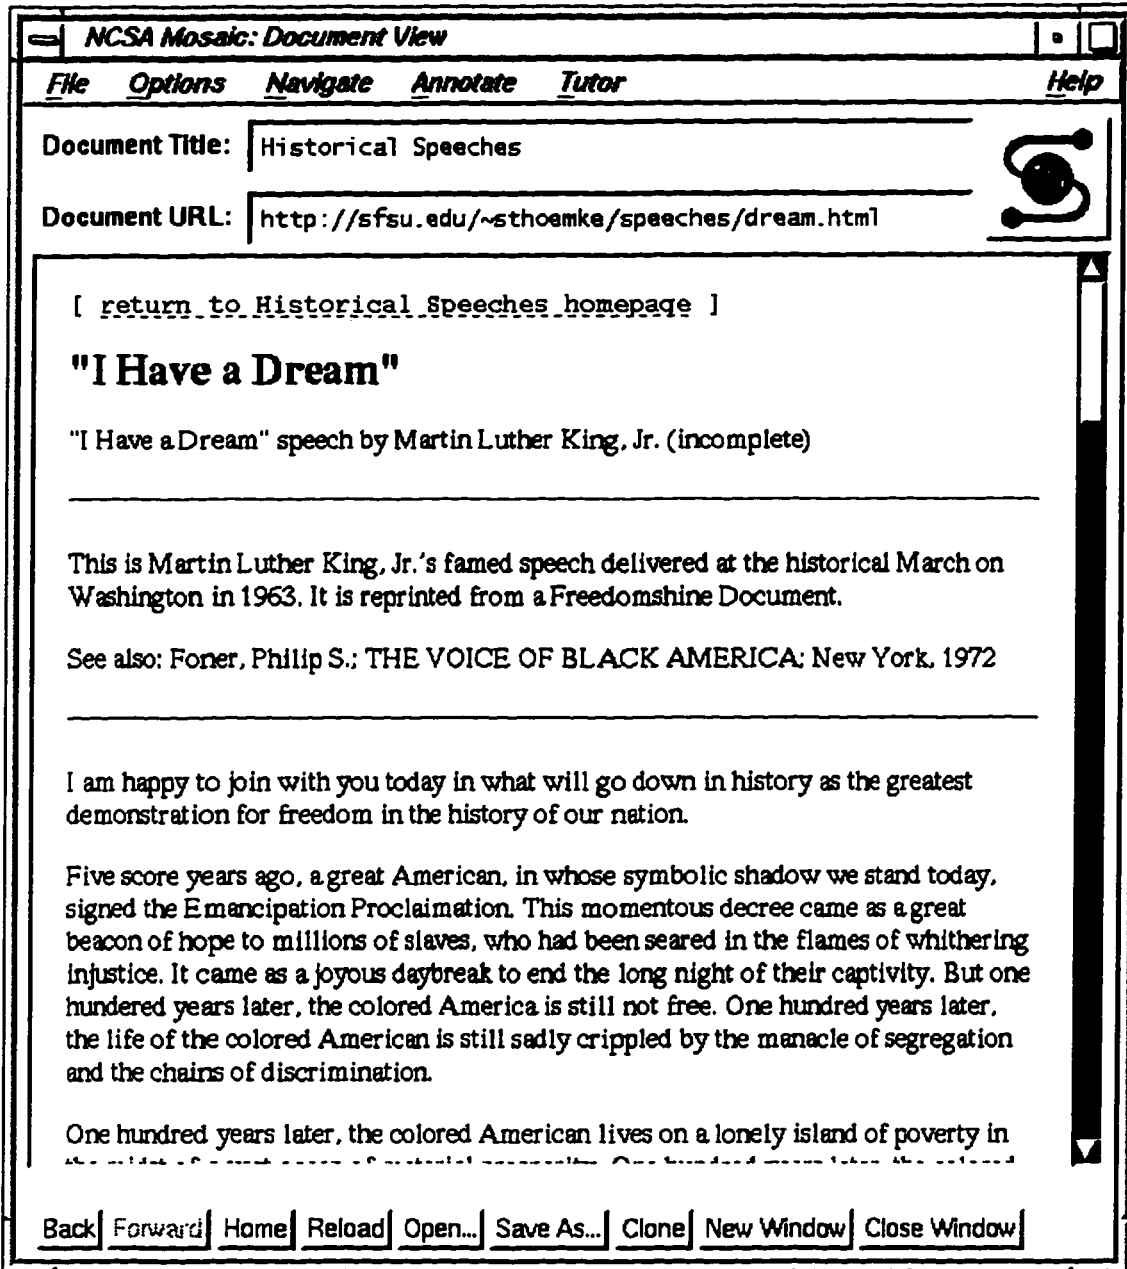 NCSA Mosaic: Document View
File Options Navigate Annotate Tutor Help
Document Title: Historical Speeches
Document URL: http://sfsu.edu/~sthoemke/speeches/dream.html
[ return to Historical Speeches homepage ]
"I Have a Dream"
"I Have a Dream" speech by Martin Luther King, Jr. (incomplete)
This is Martin Luther King, Jr.'s famed speech delivered at the historical March on
Washington in 1963. It is reprinted from a Freedomshine Document.
See also: Foner, Philip S.; THE VOICE OF BLACK AMERICA; New York, 1972
I am happy to join with you today in what will go down in history as the greatest
demonstration for freedom in the history of our nation.
Five score years ago, a great American, in whose symbolic shadow we stand today,
signed the Emancipation Proclaimation. This momentous decree came as a great
beacon of hope to millions of slaves, who had been seared in the flames of whithering
injustice. It came as a joyous daybreak to end the long night of their captivity. But one
hundered years later, the colored America is still not free. One hundred years later,
the life of the colored American is still sadly crippled by the manacle of segregation
and the chains of discrimination.
One hundred years later, the colored American lives on a lonely island of poverty in
Back Forward Home Reload Open... Save As... Clone New Window Close Window